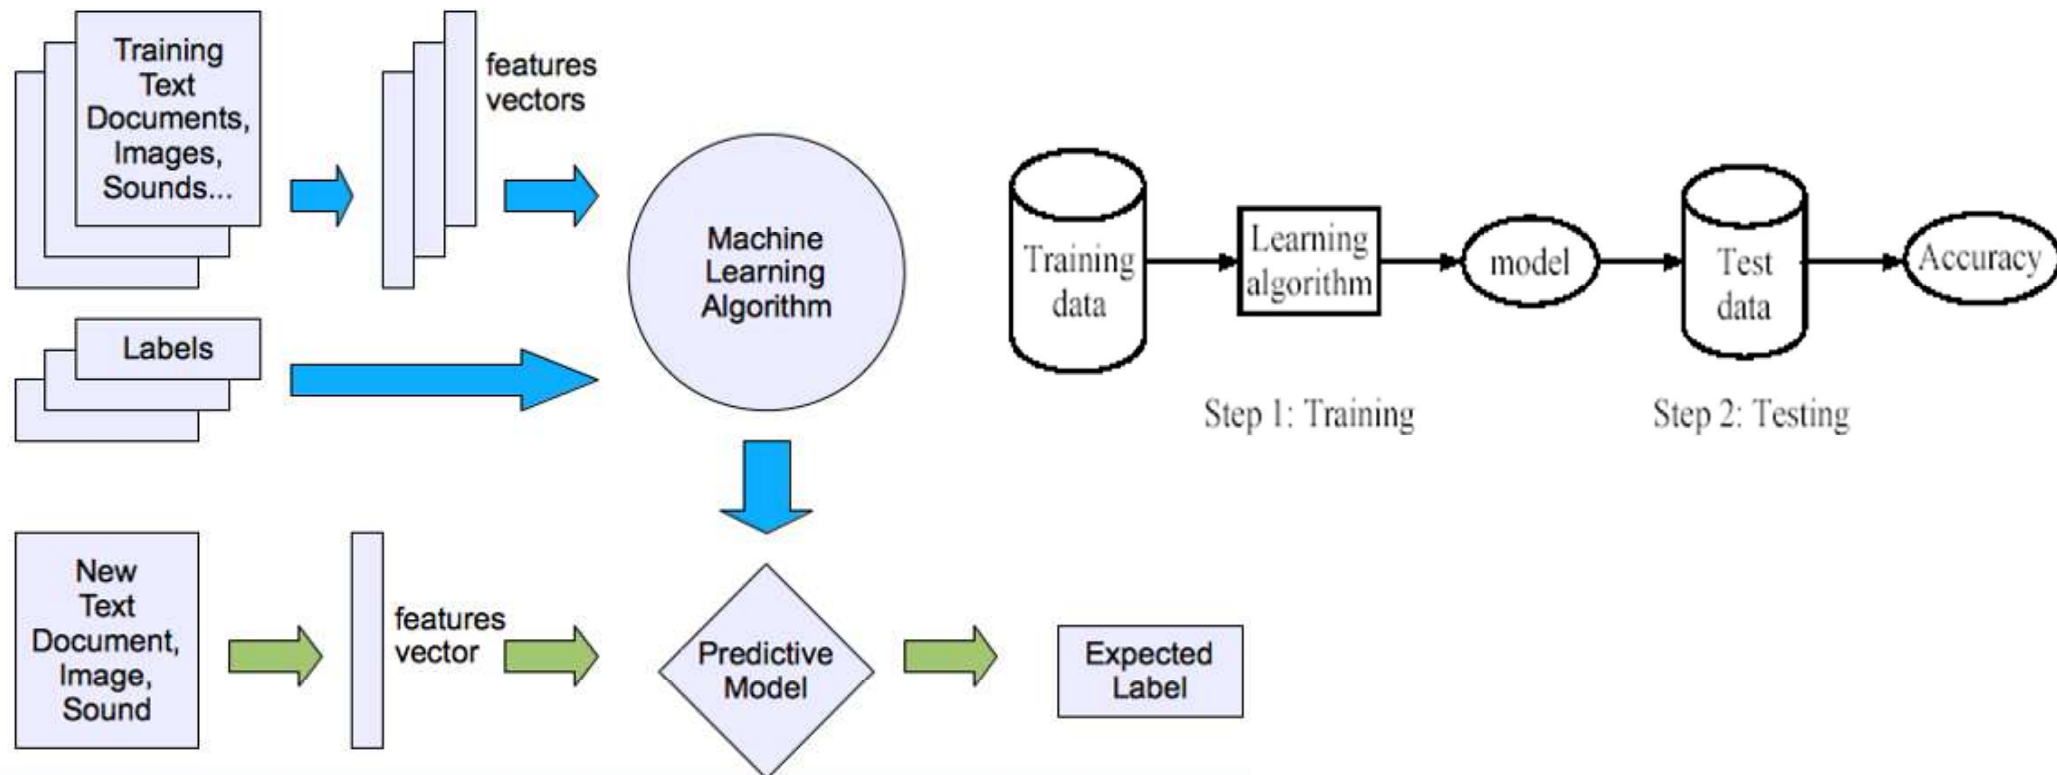 Training
Text
Documents,
Images,
Sounds...
features
vectors
Labels
Machine
Learning
Algorithm
New
Text
Document,
Image,
Sound
features
vector
Predictive
Model
Expected
Label
Training
data
Learning
algorithm
model
Test
data
Accuracy
Step 1: Training
Step 2: Testing